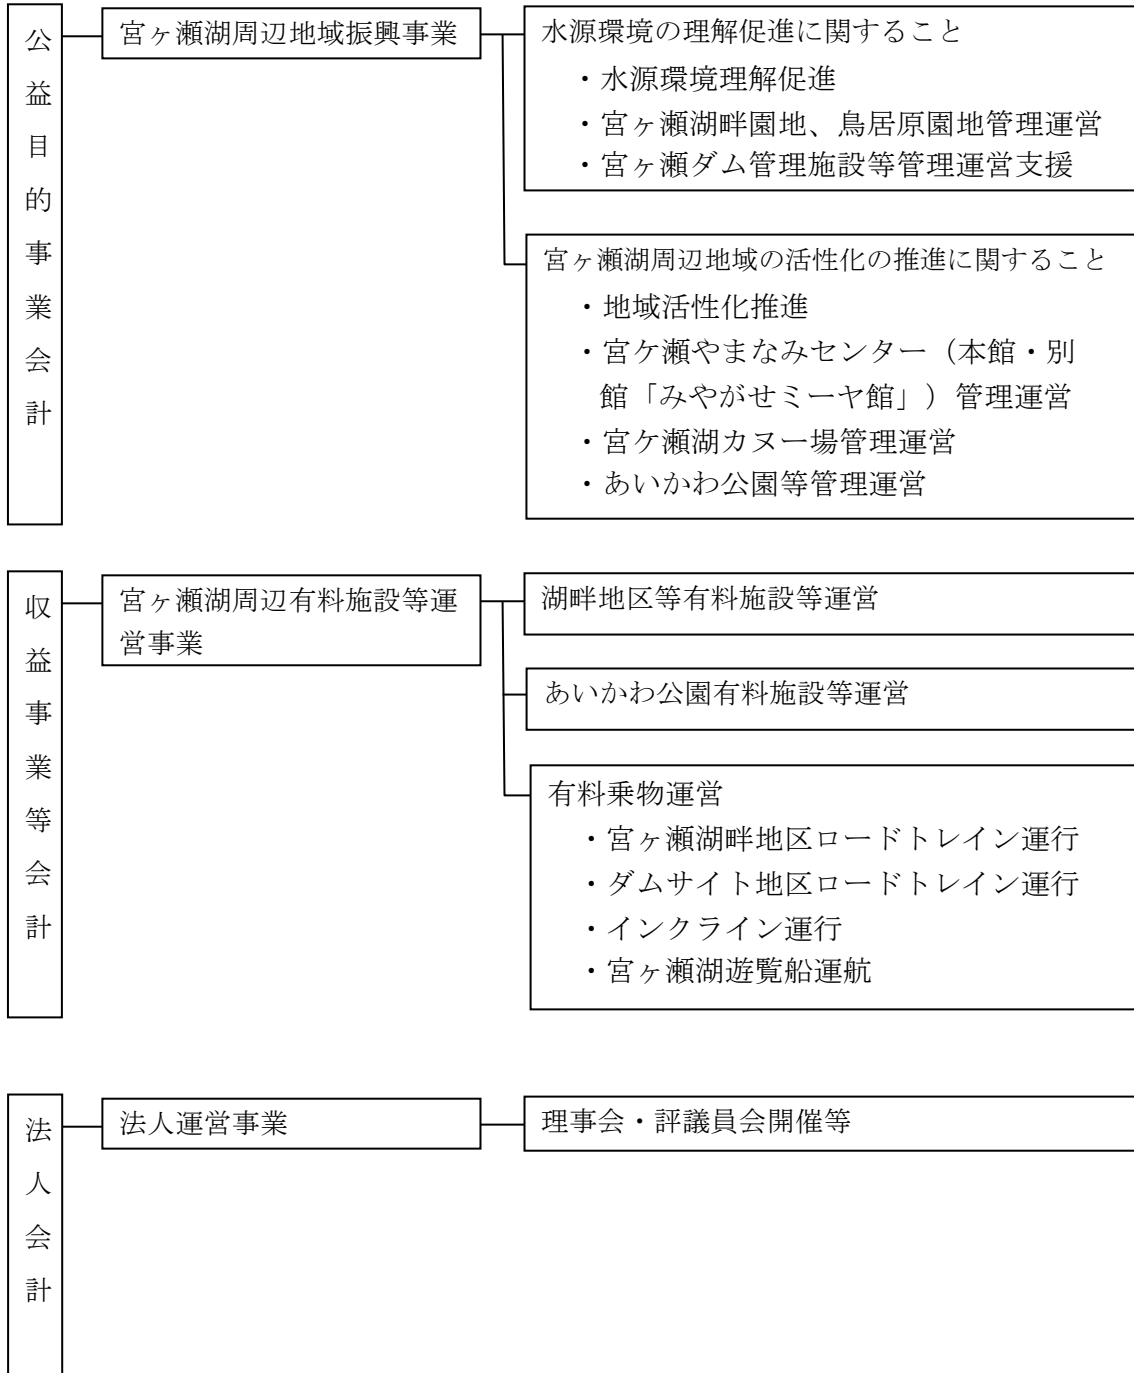 公益目的事業会計
宮ヶ瀬湖周辺地域振興事業
水源環境の理解促進に関すること
・水源環境理解促進
・宮ヶ瀬湖畔園地、鳥居原園地管理運営
・宮ヶ瀬ダム管理施設等管理運営支援
宮ヶ瀬湖周辺地域の活性化の推進に関すること
・地域活性化推進
・宮ケ瀬やまなみセンター（本館・別
館「みやがせミーヤ館」）管理運営
・宮ケ瀬湖カヌー場管理運営
・あいかわ公園等管理運営
収益事業等会計
宮ヶ瀬湖周辺有料施設等運
営事業
湖畔地区等有料施設等運営
あいかわ公園有料施設等運営
有料乗物運営
・宮ヶ瀬湖畔地区ロードトレイン運行
・ダムサイト地区ロードトレイン運行
・インクライン運行
・宮ヶ瀬湖遊覧船運航
法人会計
法人運営事業
理事会・評議員会開催等